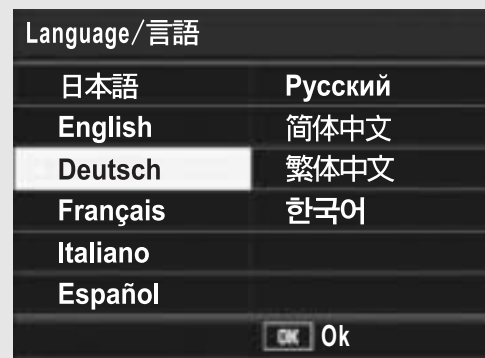 Language/言語
日本語
English
Deutsch
Français
Italiano
Español
Русский
简体中文
繁体中文
한국어
OK Ok